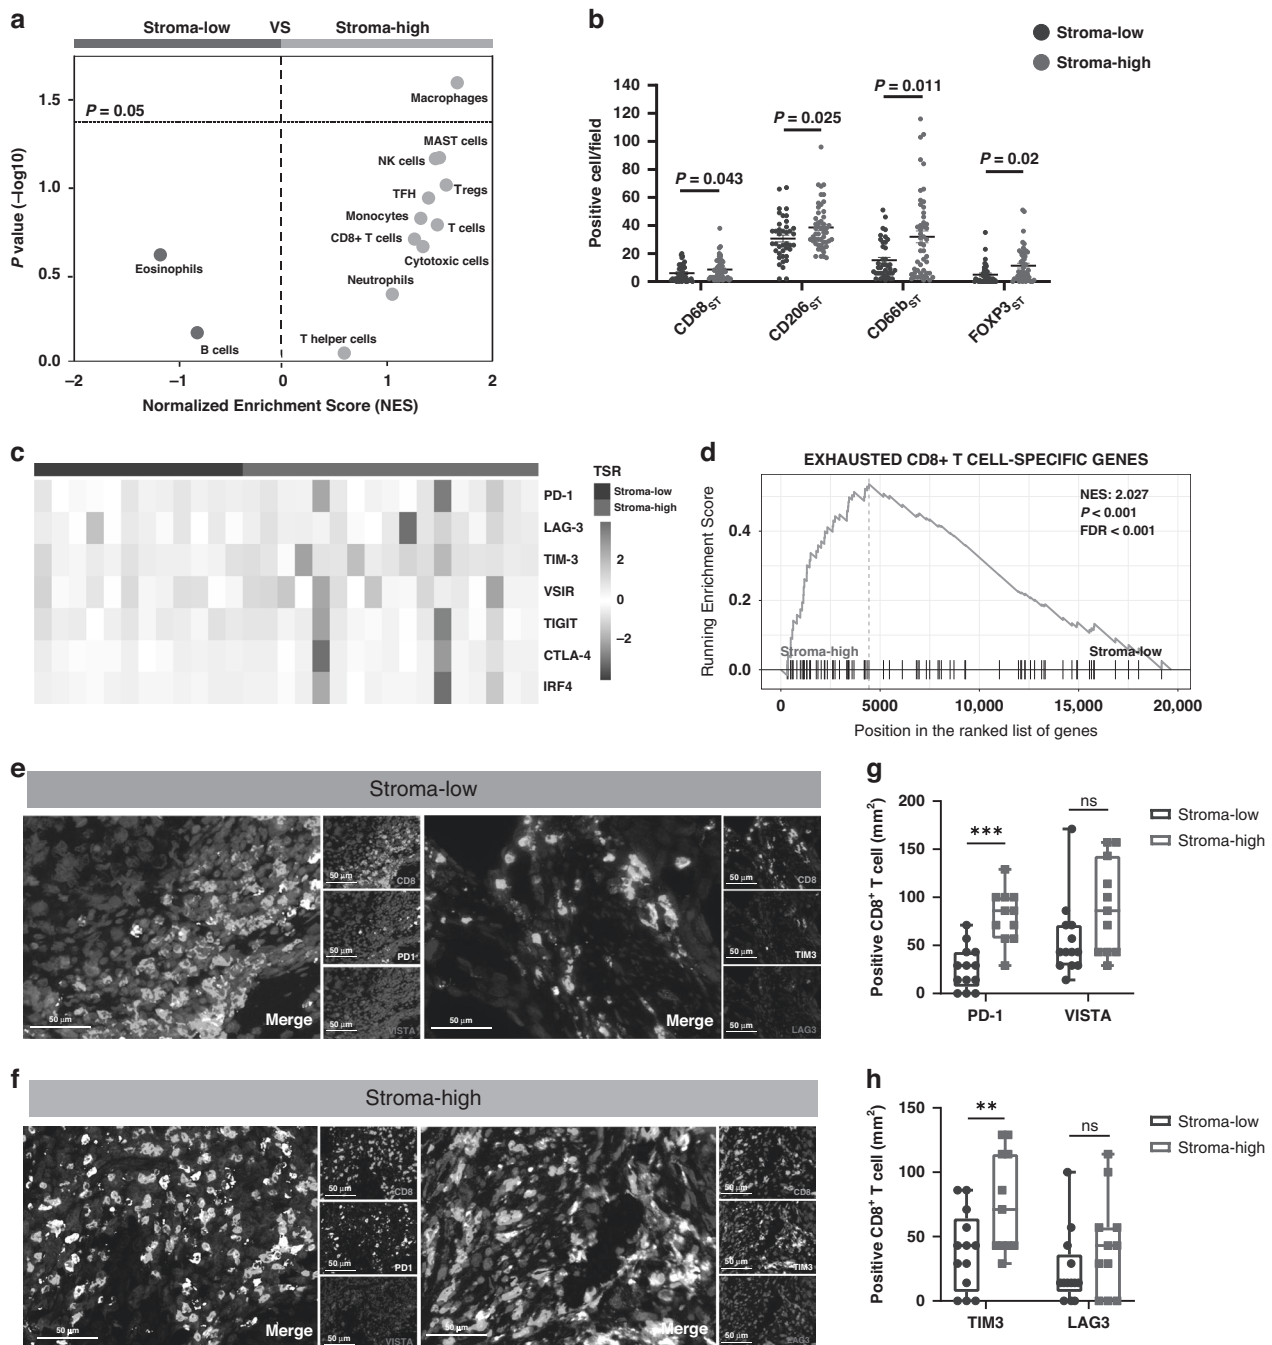 a
Stroma-low VS Stroma-high
P value (–log10)
1.5
1.0
0.5
0.0
P = 0.05
Macrophages
MAST cells
NK cells
Tregs
TFH
Monocytes
T cells
CD8+ T cells
Cytotoxic cells
Eosinophils
Neutrophils
B cells
T helper cells
–2 –1 0 1 2
Normalized Enrichment Score (NES)
b
Stroma-low
Stroma-high
Positive cell/field
140
120
100
80
60
40
20
0
P = 0.043
P = 0.025
P = 0.011
P = 0.02
CD68ST
CD206ST
CD66bST
FOXP3ST
c
TSR
Stroma-low
Stroma-high
PD-1
LAG-3
TIM-3
VSIR
TIGIT
CTLA-4
IRF4
2
0
–2
d
EXHAUSTED CD8+ T CELL-SPECIFIC GENES
Running Enrichment Score
0.4
0.2
0.0
NES: 2.027
P < 0.001
FDR < 0.001
Stroma-high
Stroma-low
0 5000 10,000 15,000 20,000
Position in the ranked list of genes
e
Stroma-low
50 µm
Merge
50 µm
CD8
50 µm
PD1
50 µm
VISTA
50 µm
Merge
50 µm
CD8
50 µm
TIM3
50 µm
LAG3
f
Stroma-high
50 µm
Merge
50 µm
CD8
50 µm
PD1
50 µm
VISTA
50 µm
Merge
50 µm
CD8
50 µm
TIM3
50 µm
LAG3
g
Positive CD8+ T cell (mm2)
200
150
100
50
0
***
ns
PD-1 VISTA
Stroma-low
Stroma-high
h
Positive CD8+ T cell (mm2)
150
100
50
0
**
ns
TIM3 LAG3
Stroma-low
Stroma-high